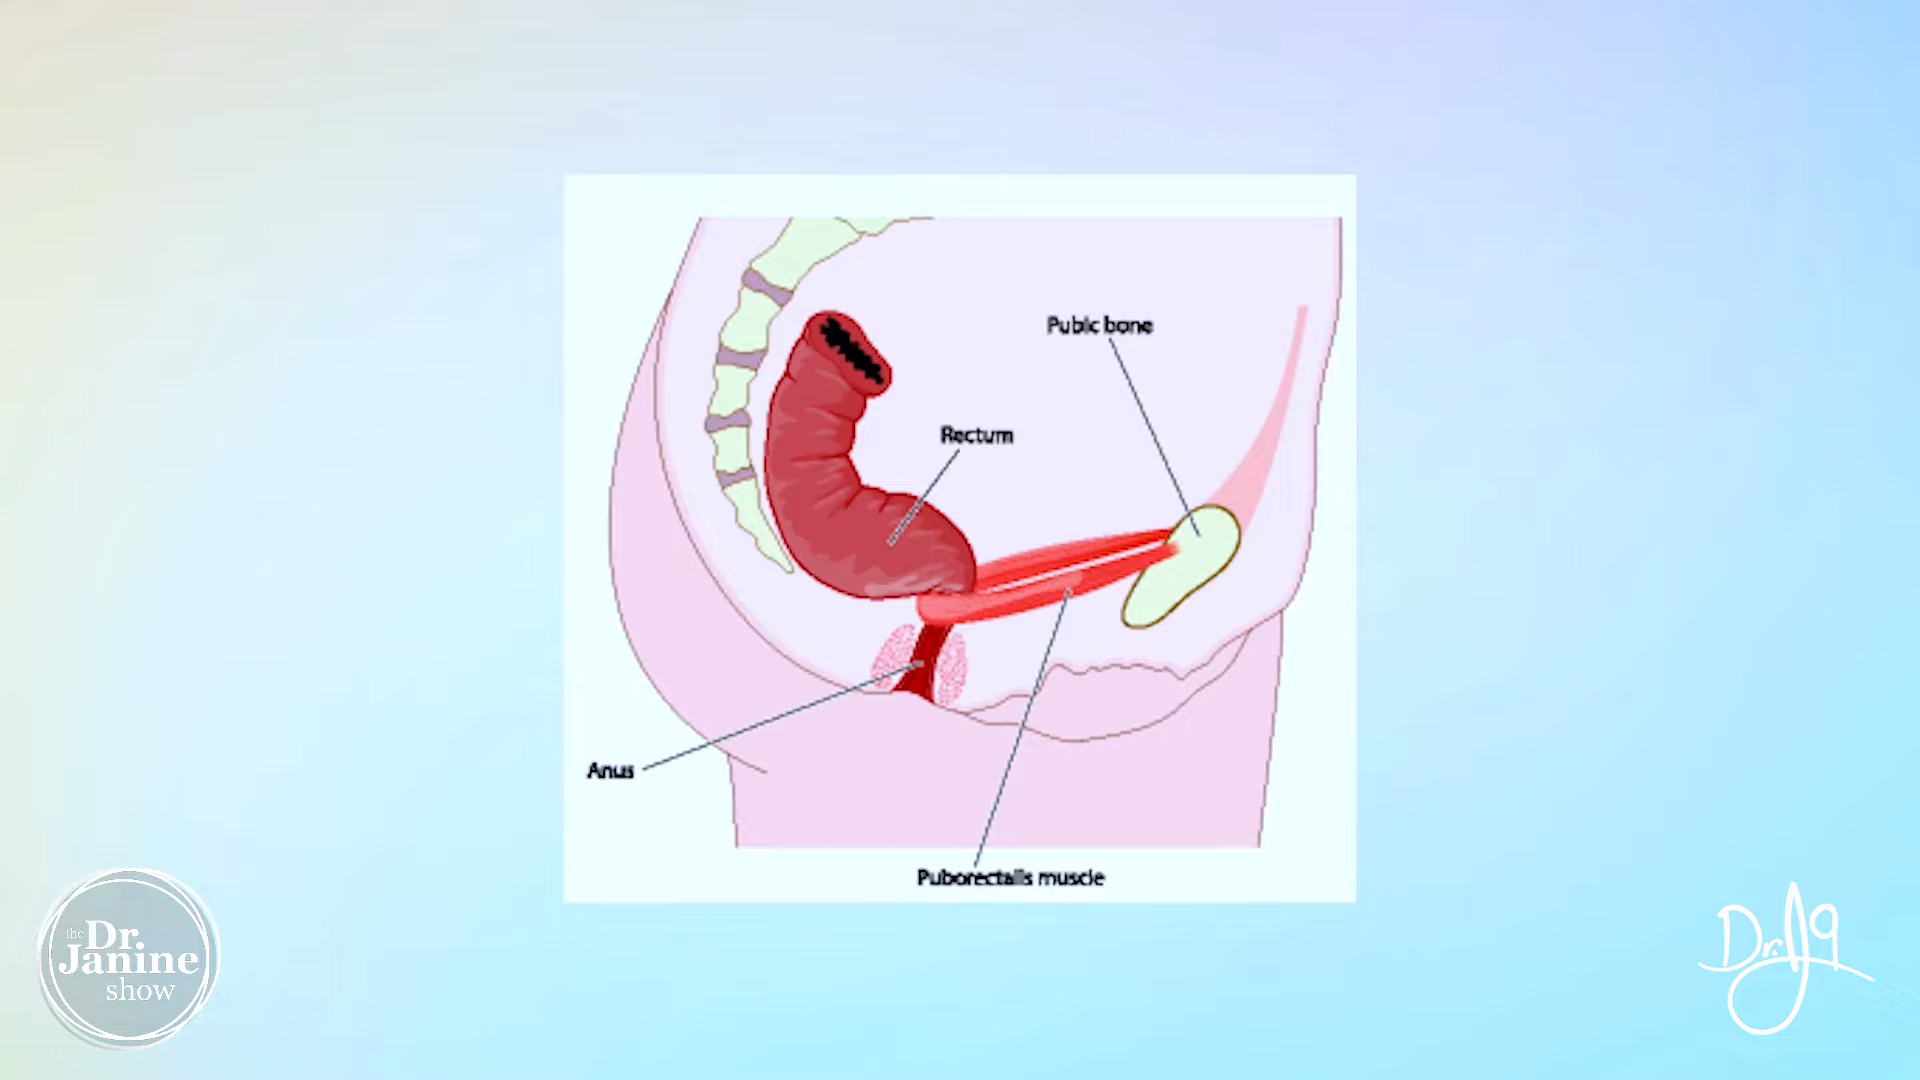 Pubic bone
Rectum
Anus
Puborectalis muscle
the Dr.
Janine
show
Dr. J9